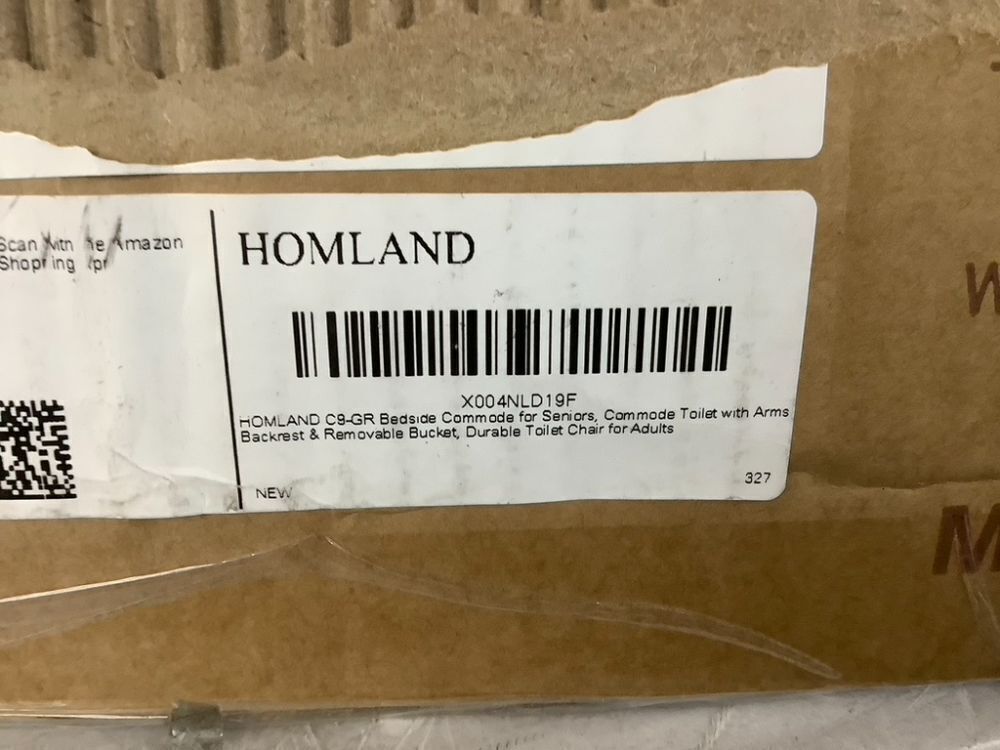 Scan with the Amazon
Shopping App
HOMLAND
X004NLD19F
HOMLAND C9-GR Bedside Commode for Seniors, Commode Toilet with Arms
Backrest & Removable Bucket, Durable Toilet Chair for Adults
NEW
327